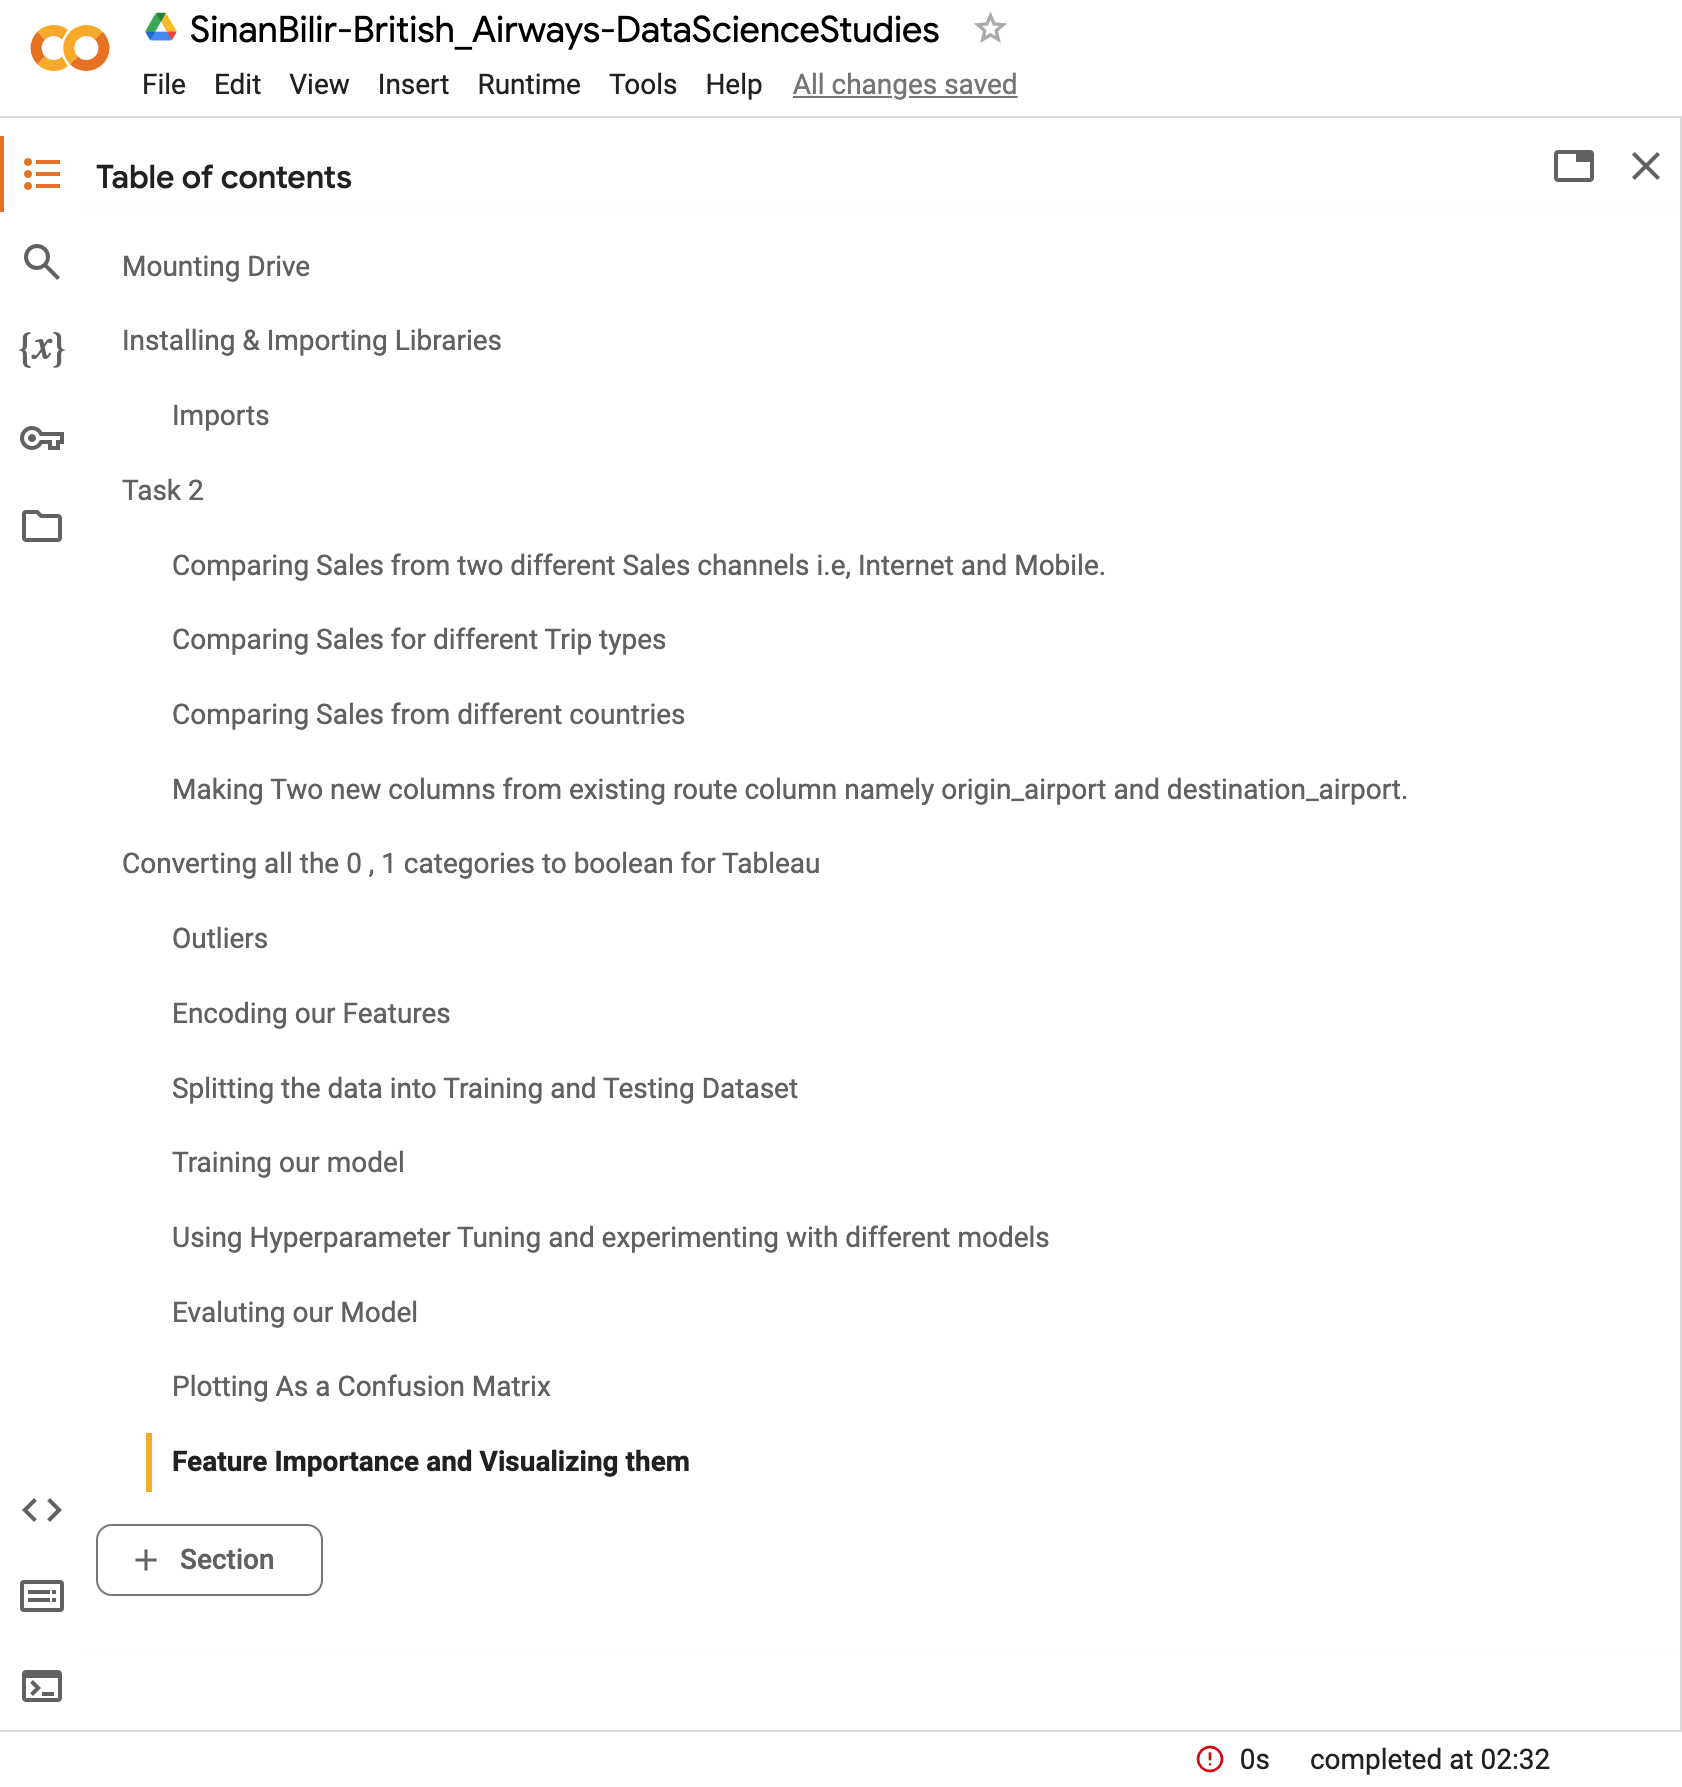 SinanBilir-British_Airways-DataScienceStudies
File Edit View Insert Runtime Tools Help All changes saved
Table of contents
Mounting Drive
Installing & Importing Libraries
{x}
Imports
Task 2
Comparing Sales from two different Sales channels i.e, Internet and Mobile.
Comparing Sales for different Trip types
Comparing Sales from different countries
Making Two new columns from existing route column namely origin_airport and destination_airport.
Converting all the 0 , 1 categories to boolean for Tableau
Outliers
Encoding our Features
Splitting the data into Training and Testing Dataset
Training our model
Using Hyperparameter Tuning and experimenting with different models
Evaluting our Model
Plotting As a Confusion Matrix
Feature Importance and Visualizing them
+ Section
0s completed at 02:32